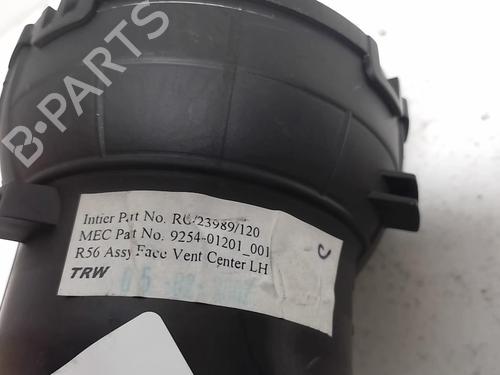 B-PARTS
Intier Part No. RC/23989/120
MEC Part No. 9254-01201_001
R56 Assy Face Vent Center LH
TRW
C